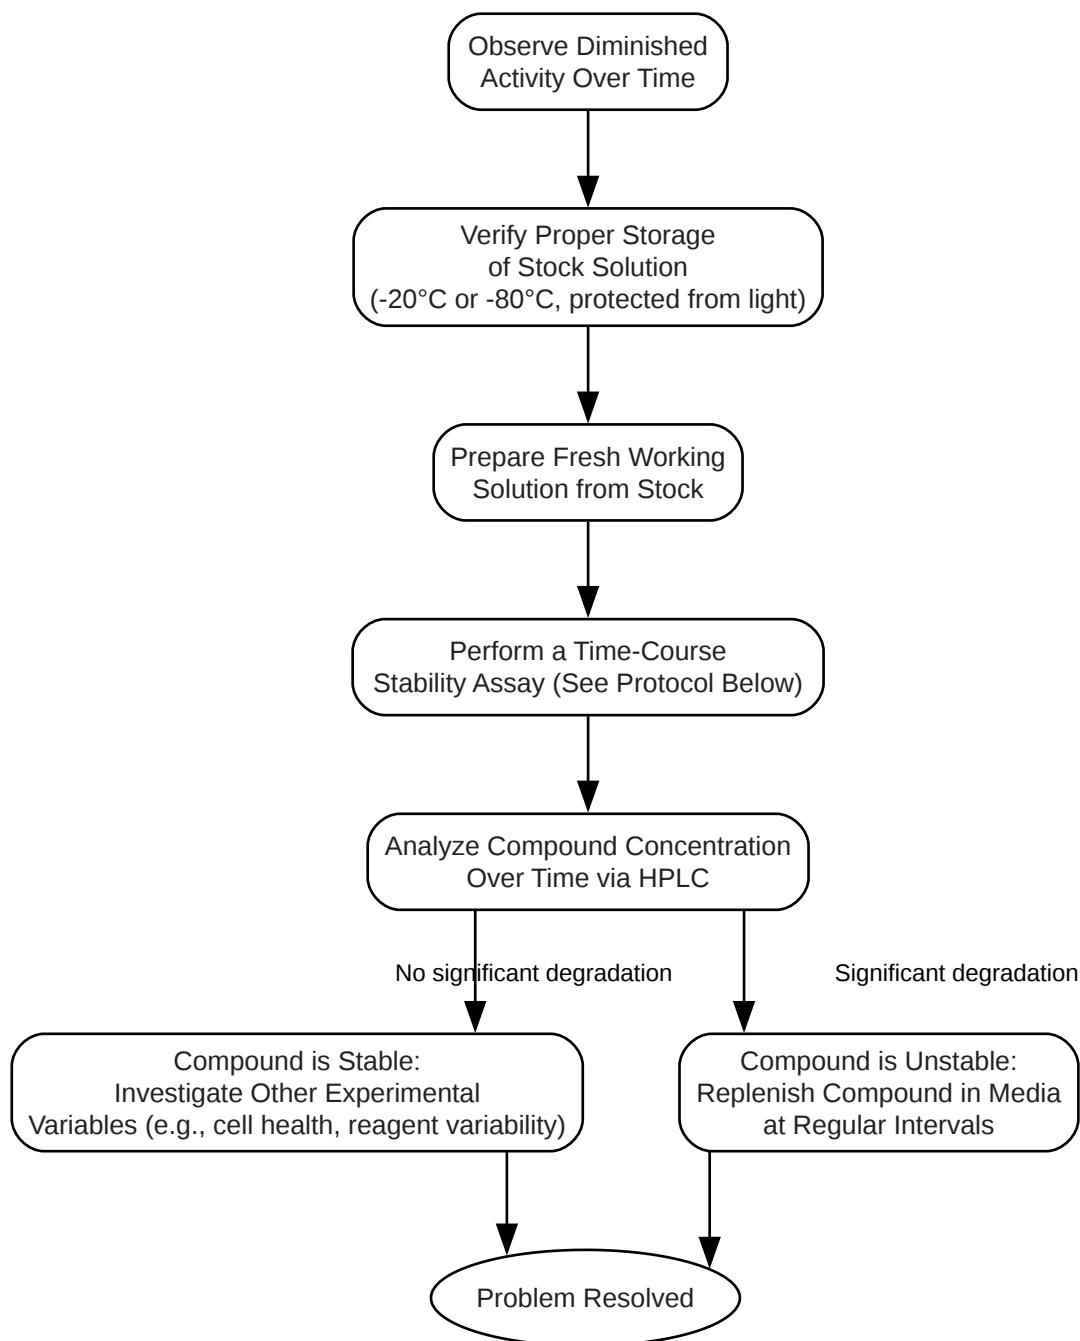 Observe Diminished
Activity Over Time
Verify Proper Storage
of Stock Solution
(-20°C or -80°C, protected from light)
Prepare Fresh Working
Solution from Stock
Perform a Time-Course
Stability Assay (See Protocol Below)
Analyze Compound Concentration
Over Time via HPLC
No significant degradation
Significant degradation
Compound is Stable:
Investigate Other Experimental
Variables (e.g., cell health, reagent variability)
Compound is Unstable:
Replenish Compound in Media
at Regular Intervals
Problem Resolved